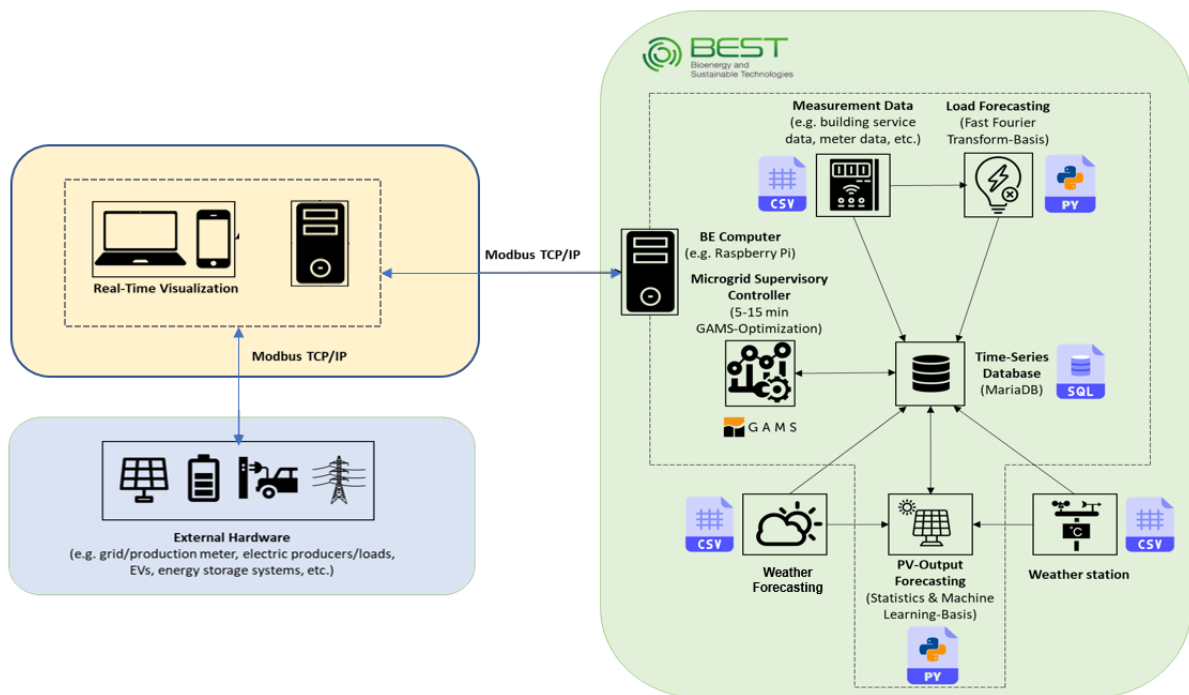 BEST
Bioenergy and
Sustainable Technologies
Measurement Data
(e.g. building service
data, meter data, etc.)
CSV
Load Forecasting
(Fast Fourier
Transform-Basis)
PY
Real-Time Visualization
Modbus TCP/IP
BE Computer
(e.g. Raspberry Pi)
Microgrid Supervisory
Controller
(5-15 min
GAMS-Optimization)
GAMS
Time-Series
Database
(MariaDB)
SQL
Modbus TCP/IP
External Hardware
(e.g. grid/production meter, electric producers/loads,
EVs, energy storage systems, etc.)
CSV
Weather
Forecasting
PV-Output
Forecasting
(Statistics & Machine
Learning-Basis)
PY
°C
Weather station
CSV